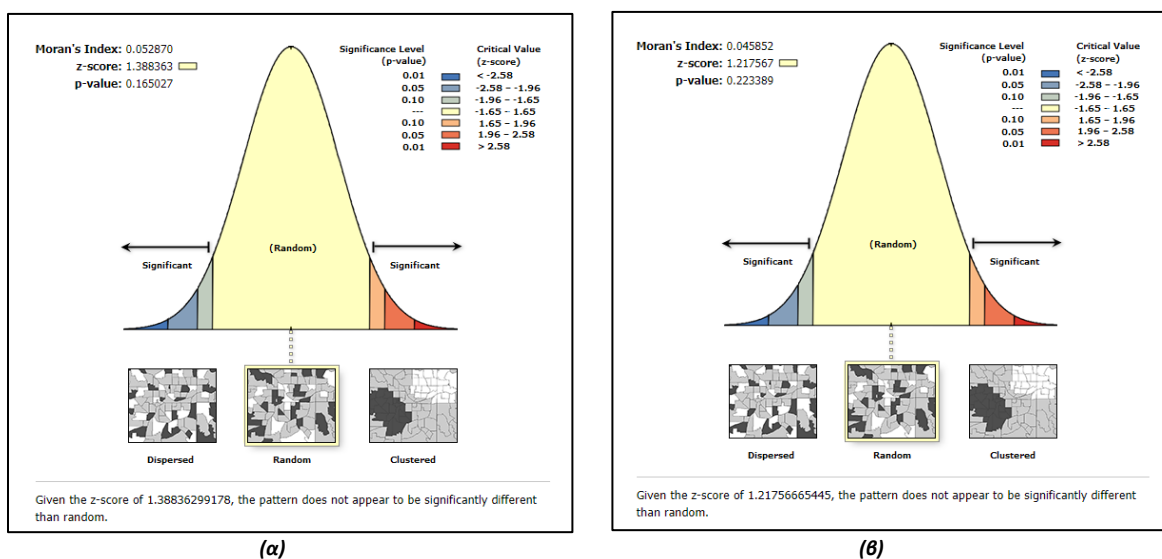 Moran's Index: 0.052870
z-score: 1.388363
p-value: 0.165027
Significance Level
(p-value)
Critical Value
(z-score)
0.01 < -2.58
0.05 -2.58 – -1.96
0.10 -1.96 – -1.65
--- -1.65 – 1.65
0.10 1.65 – 1.96
0.05 1.96 – 2.58
0.01 > 2.58
(Random)
Significant
Significant
Dispersed
Random
Clustered
Given the z-score of 1.38836299178, the pattern does not appear to be significantly different
than random.
(α)
Moran's Index: 0.045852
z-score: 1.217567
p-value: 0.223389
Significance Level
(p-value)
Critical Value
(z-score)
0.01 < -2.58
0.05 -2.58 – -1.96
0.10 -1.96 – -1.65
--- -1.65 – 1.65
0.10 1.65 – 1.96
0.05 1.96 – 2.58
0.01 > 2.58
(Random)
Significant
Significant
Dispersed
Random
Clustered
Given the z-score of 1.21756665445, the pattern does not appear to be significantly different
than random.
(β)